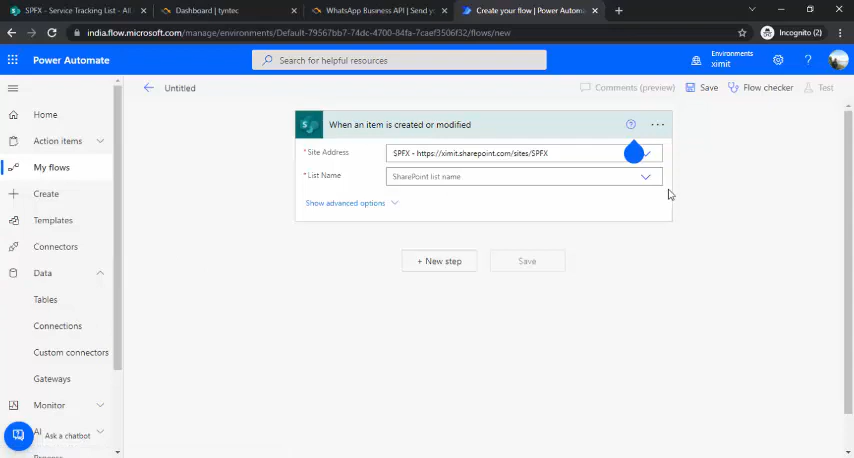 SPFX - Service Tracking List - All
Dashboard | tyntec
WhatsApp Business API | Send yo
Create your flow | Power Automate
india.flow.microsoft.com/manage/environments/Default-79567bb7-74dc-4700-84fa-7caef3506f32/flows/new
Incognito (2)
Power Automate
Search for helpful resources
Environments
ximit
Untitled
Comments (preview)
Save
Flow checker
Test
Home
Action items
My flows
Create
Templates
Connectors
Data
Tables
Connections
Custom connectors
Gateways
Monitor
AI
Ask a chatbot
When an item is created or modified
* Site Address
SPFX - https://ximit.sharepoint.com/sites/SPFX
* List Name
SharePoint list name
Show advanced options
+ New step
Save